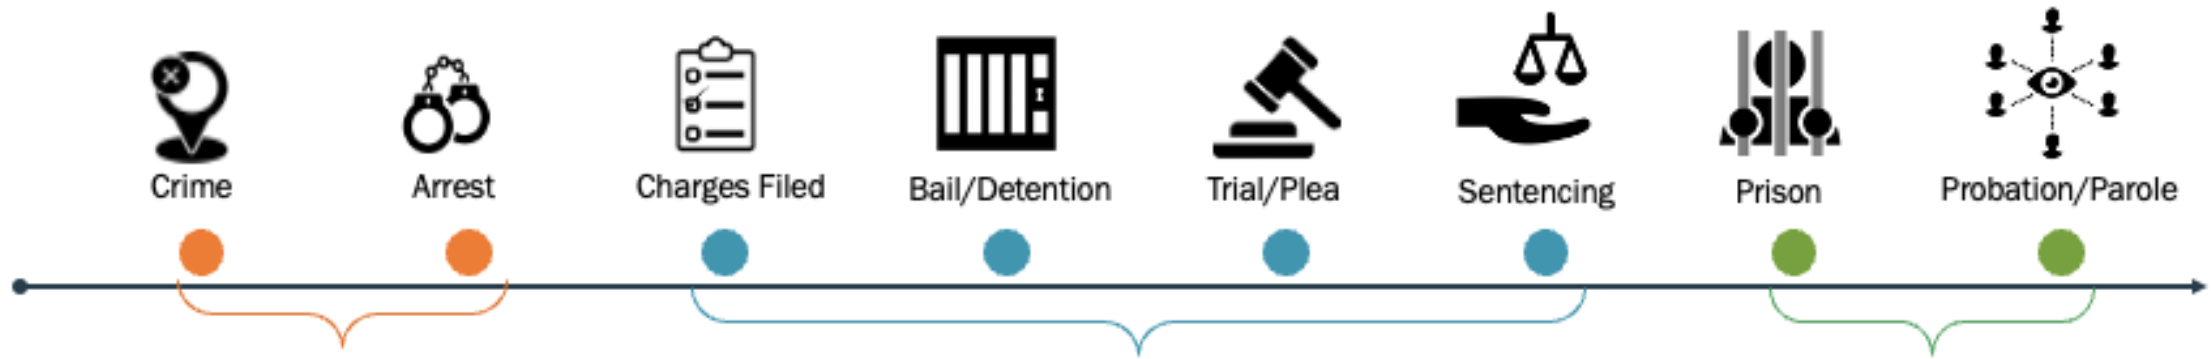 Crime
Arrest
Charges Filed
Bail/Detention
Trial/Plea
Sentencing
Prison
Probation/Parole